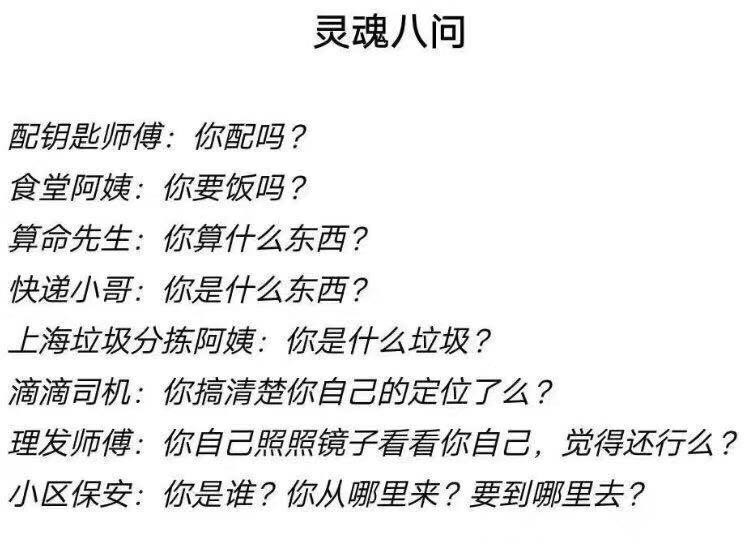 灵魂八问
配钥匙师傅：你配吗？
食堂阿姨：你要饭吗？
算命先生：你算什么东西？
快递小哥：你是什么东西？
上海垃圾分拣阿姨：你是什么垃圾？
滴滴司机：你搞清楚你自己的定位了么？
理发师傅：你自己照照镜子看看你自己，觉得还行么？
小区保安：你是谁？你从哪里来？要到哪里去？